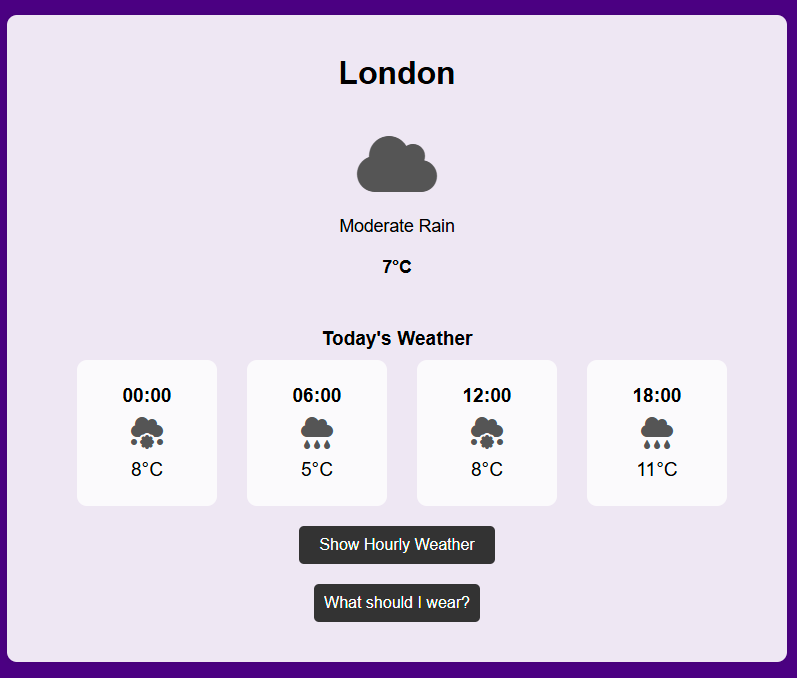 London
Moderate Rain
7°C
Today's Weather
00:00 06:00 12:00 18:00
8°C 5°C 8°C 11°C
Show Hourly Weather
What should I wear?